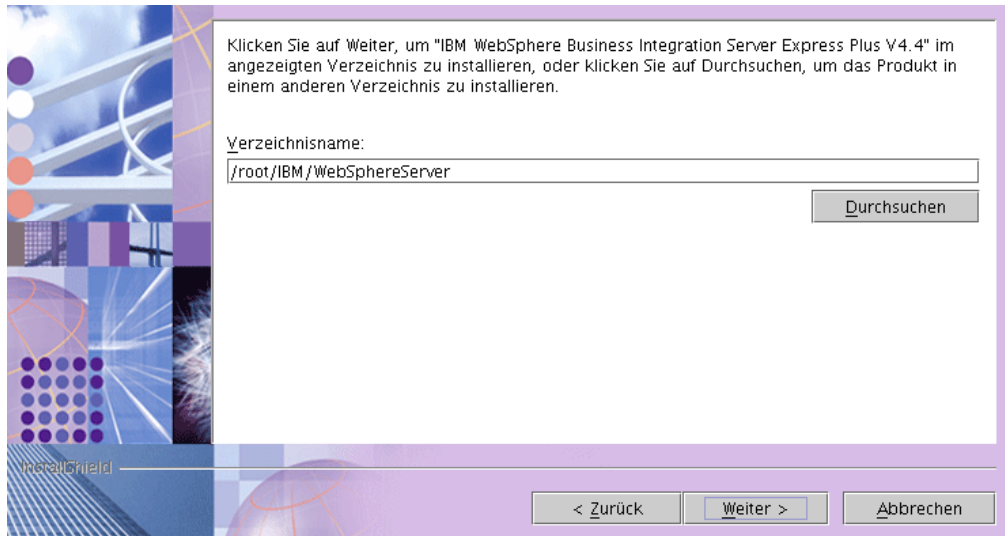 Klicken Sie auf Weiter, um "IBM WebSphere Business Integration Server Express Plus V4.4" im
angezeigten Verzeichnis zu installieren, oder klicken Sie auf Durchsuchen, um das Produkt in
einem anderen Verzeichnis zu installieren.
Verzeichnisname:
/root/IBM/WebSphereServer
Durchsuchen
InstallShield
< Zurück
Weiter >
Abbrechen